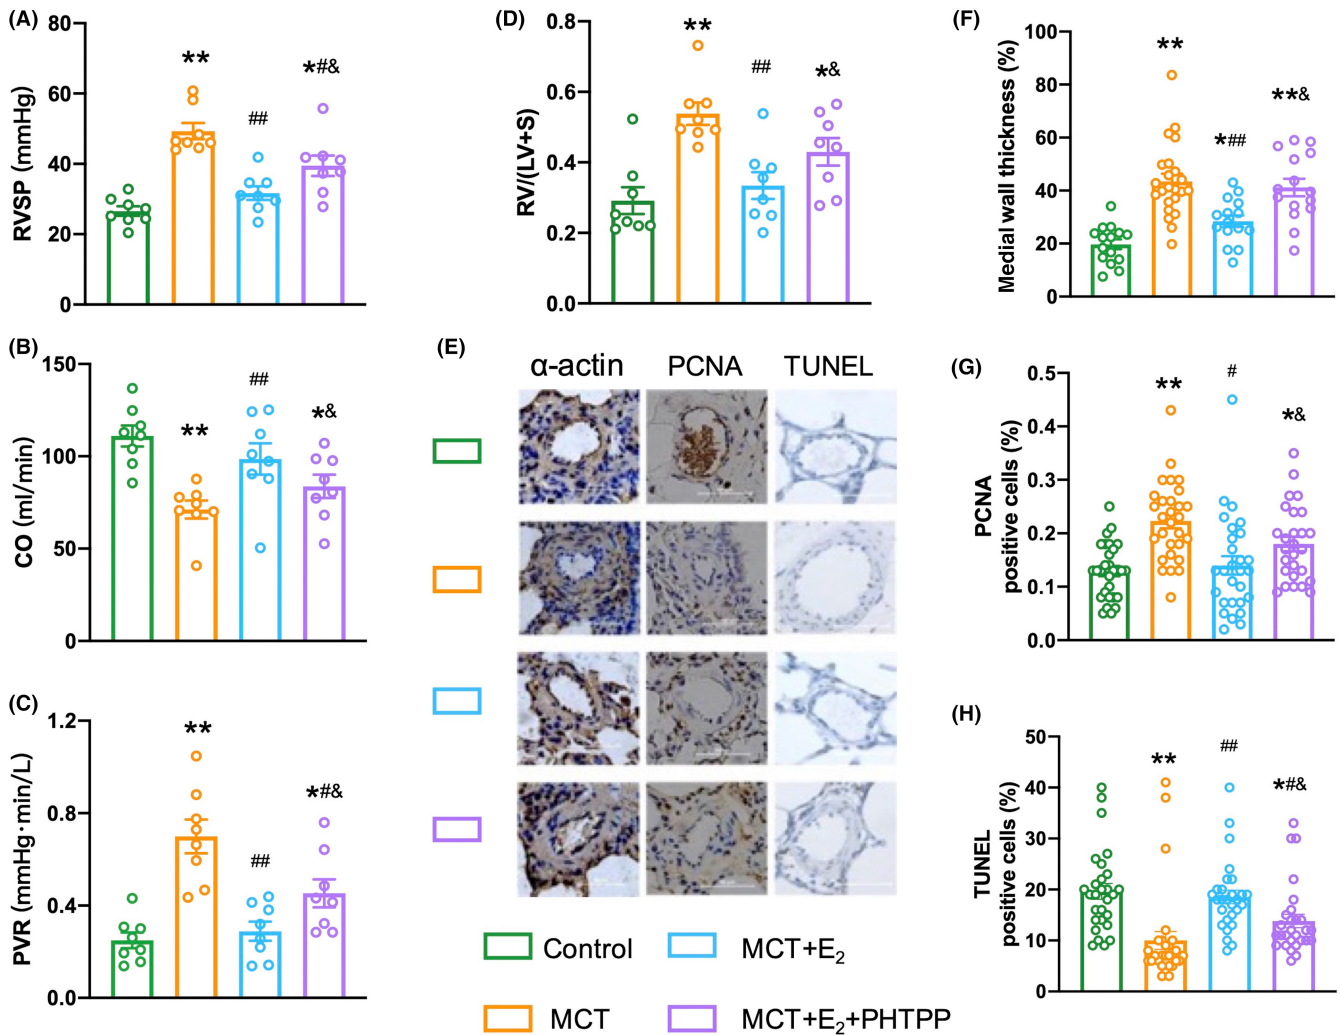 (A)
RVSP (mmHg)
80
60
40
20
0
**
##
*#&
(D)
RV/(LV+S)
0.8
0.6
0.4
0.2
0.0
**
##
*&
(F)
Medial wall thickness (%)
100
80
60
40
20
0
**
*##
**&
(B)
CO (ml/min)
150
100
50
0
**
##
*&
(E)
α-actin PCNA TUNEL
(G)
PCNA
positive cells (%)
0.5
0.4
0.3
0.2
0.1
0.0
**
#
*&
(C)
PVR (mmHg·min/L)
1.2
0.8
0.4
0.0
**
##
*#&
(H)
TUNEL
positive cells (%)
50
40
30
20
10
0
**
##
*#&
Control MCT+E₂
MCT MCT+E₂+PHTPP